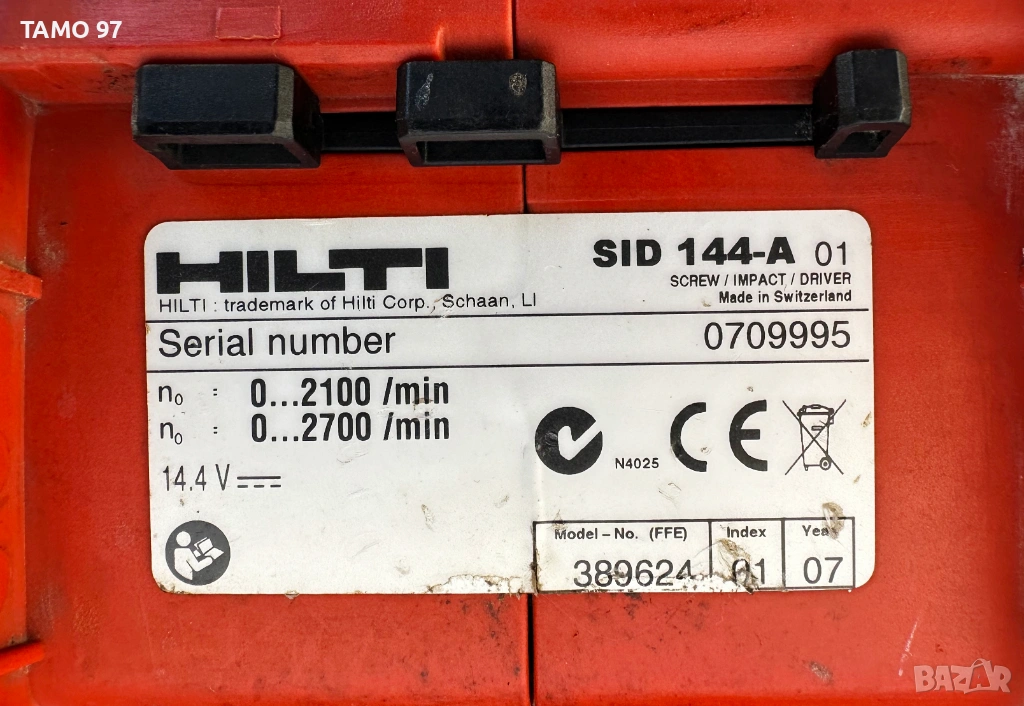 TAMO 97
HILTI
SID 144-A 01
SCREW / IMPACT / DRIVER
HILTI : trademark of Hilti Corp., Schaan, LI
Made in Switzerland
Serial number 0709995
n₀ : 0...2100 /min
n₀ : 0...2700 /min
14.4 V
N4025
CE
Model – No. (FFE) Index Year
389624 01 07
BAZAR